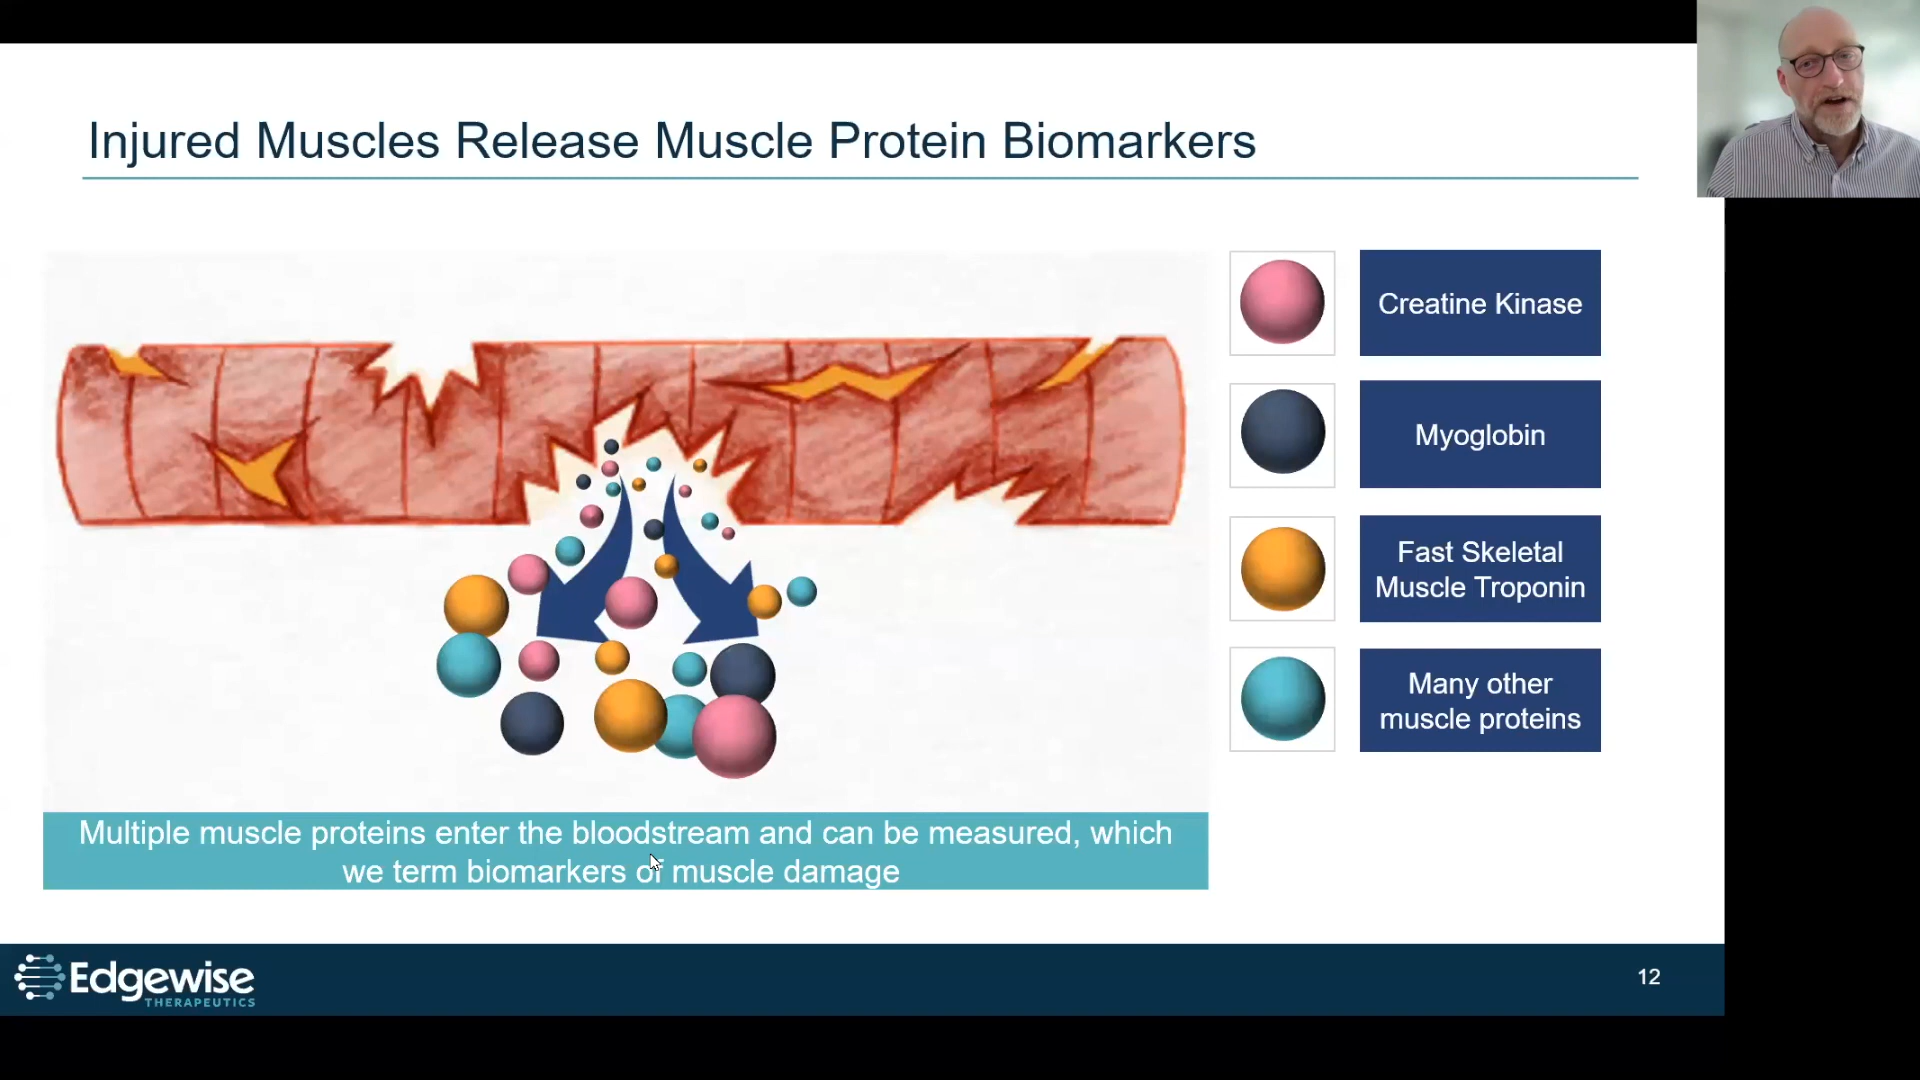 Injured Muscles Release Muscle Protein Biomarkers
Creatine Kinase
Myoglobin
Fast Skeletal
Muscle Troponin
Many other
muscle proteins
Multiple muscle proteins enter the bloodstream and can be measured, which
we term biomarkers of muscle damage
Edgewise
THERAPEUTICS
12